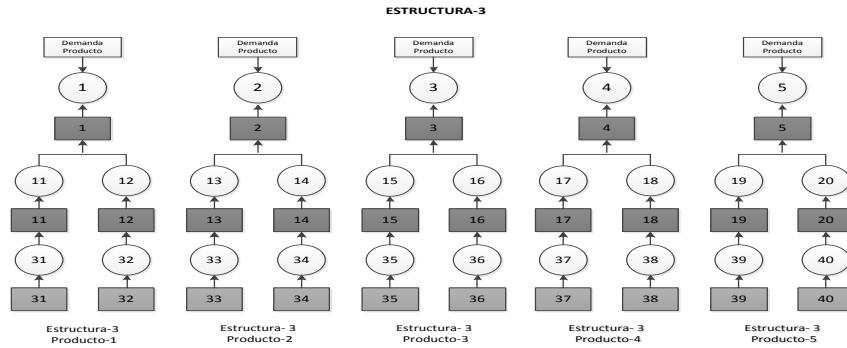 ESTRUCTURA-3
Demanda Producto
Demanda Producto
Demanda Producto
Demanda Producto
Demanda Producto
1 2 3 4 5
1 2 3 4 5
11 12 13 14 15 16 17 18 19 20
11 12 13 14 15 16 17 18 19 20
31 32 33 34 35 36 37 38 39 40
31 32 33 34 35 36 37 38 39 40
Estructura-3
Producto-1
Estructura- 3
Producto-2
Estructura- 3
Producto-3
Estructura- 3
Producto-4
Estructura- 3
Producto-5